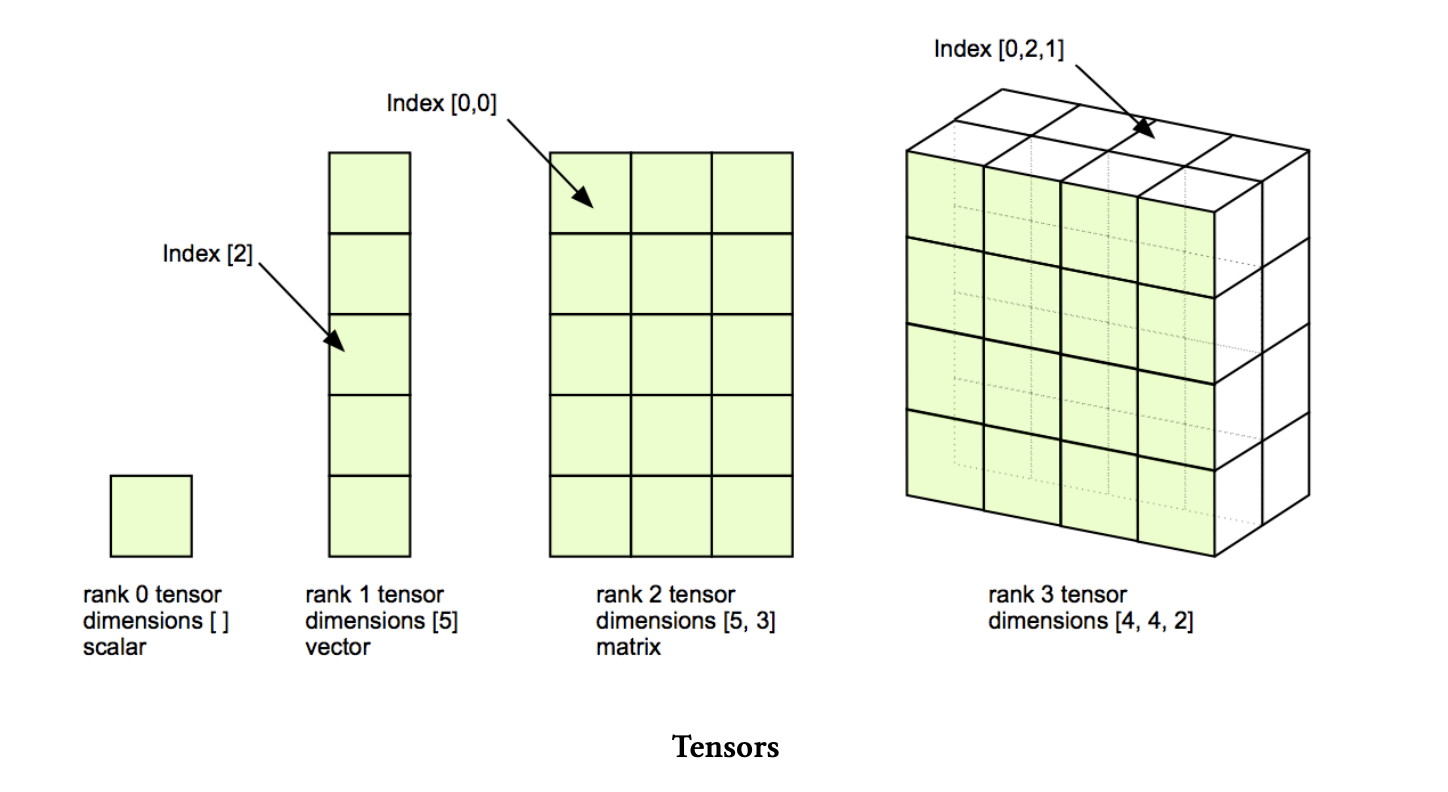 Index [0,2,1]
Index [0,0]
Index [2]
rank 0 tensor
dimensions [ ]
scalar
rank 1 tensor
dimensions [5]
vector
rank 2 tensor
dimensions [5, 3]
matrix
rank 3 tensor
dimensions [4, 4, 2]
Tensors